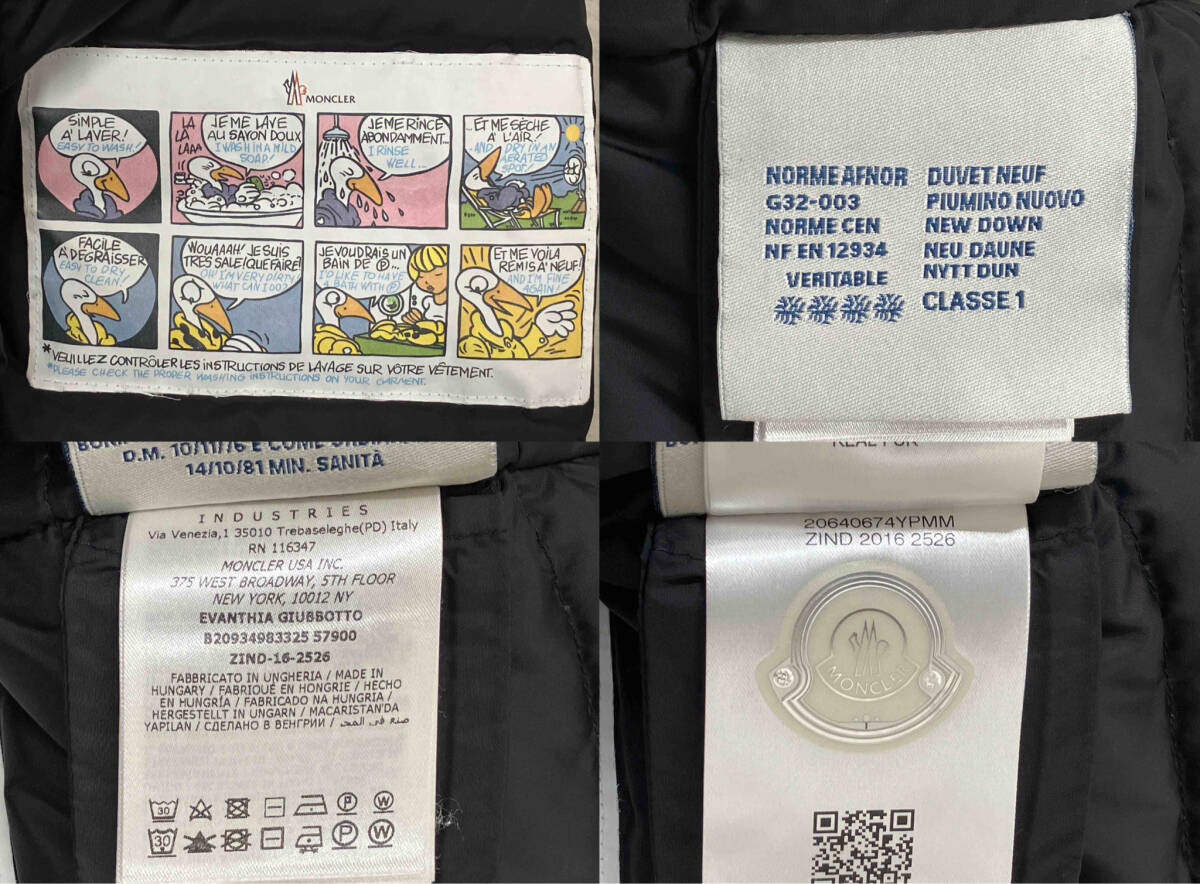 MONCLER
SIMPLE
A' LAVER!
EASY TO WASH!
LA
LA
LAAA
JE ME LAVE
AU SAVON DOUX
I WASH IN A MILD
SOAP!
JE ME RINCE
ABONDAMMENT...
I RINSE
WELL...
...ET ME SÈCHE
A' L'AIR!
...AND DRY IN AN
AERATED
SPOT!
FACILE
A' DEGRAISSER
EASY TO DRY
CLEAN!
WOUAAAH! JE SUIS
TRES SALE! QUE FAIRE?
OH! I'M VERY DIRTY
WHAT CAN I DO?
JE VOUDRAIS UN
BAIN DE Ⓟ...
I'D LIKE TO HAVE
A BATH WITH Ⓟ
ET ME VOILA
REMIS A' NEUF!
AND I'M FINE
AGAIN!
*VEUILLEZ CONTRÔLER LES INSTRUCTIONS DE LAVAGE SUR VÔTRE VÊTEMENT.
*PLEASE CHECK THE PROPER WASHING INSTRUCTIONS ON YOUR GARMENT.
NORME AFNOR
G32-003
NORME CEN
NF EN 12934
VERITABLE
DUVET NEUF
PIUMINO NUOVO
NEW DOWN
NEU DAUNE
NYTT DUN
CLASSE 1
D.M. 10/11/76 E COME
14/10/81 MIN. SANITÀ
INDUSTRIES
Via Venezia,1 35010 Trebaseleghe(PD) Italy
RN 116347
MONCLER USA INC.
375 WEST BROADWAY, 5TH FLOOR
NEW YORK, 10012 NY
EVANTHIA GIUBBOTTO
B20934983325 57900
ZIND-16-2526
FABBRICATO IN UNGHERIA / MADE IN
HUNGARY / FABRIQUÉ EN HONGRIE / HECHO
EN HUNGRÍA / FABRICADO NA HUNGRIA /
HERGESTELLT IN UNGARN / MACARISTAN'DA
YAPILAN / СДЕЛАНО В ВЕНГРИИ / صنع في المجر
30 P W
30 P W
REAL FUR
20640674YPMM
ZIND 2016 2526
MONCLER